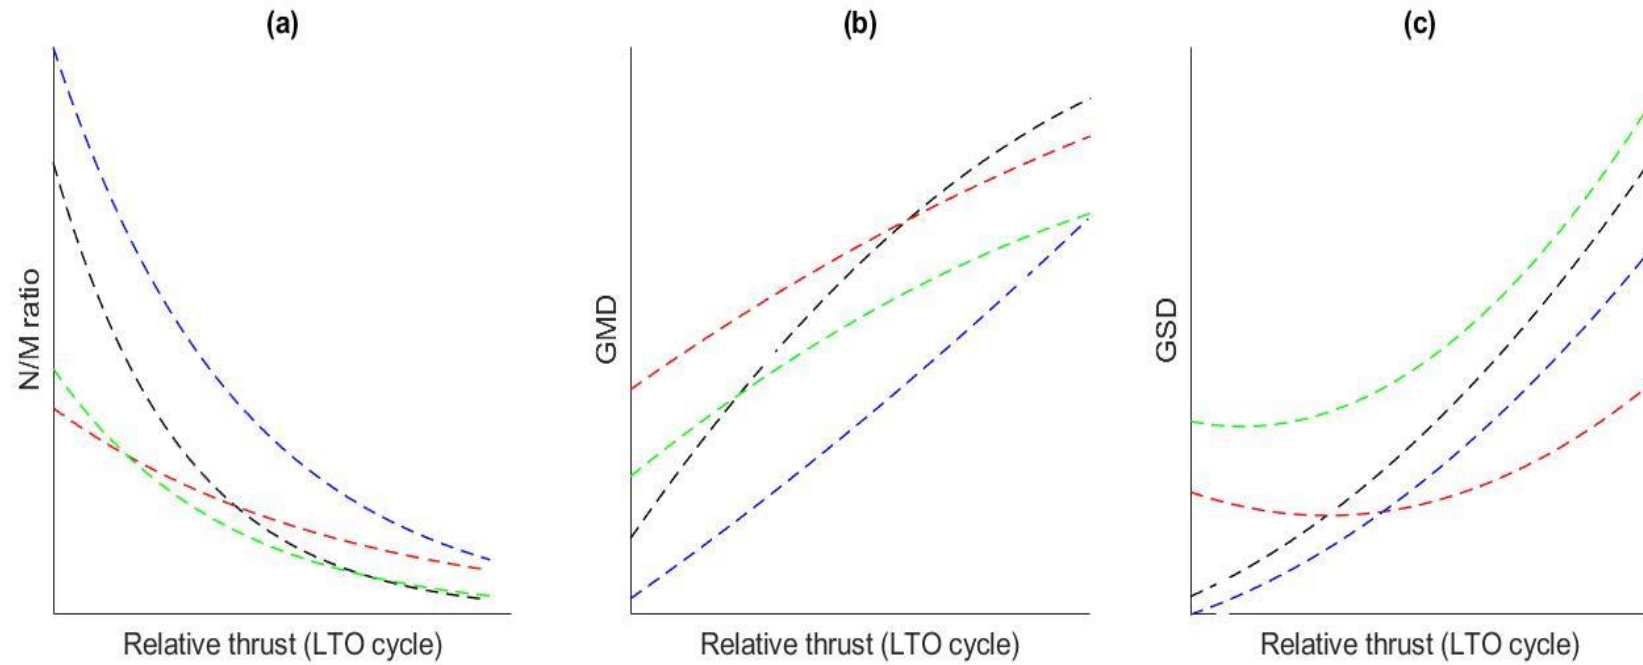 (a)
N/M ratio
Relative thrust (LTO cycle)
(b)
GMD
Relative thrust (LTO cycle)
(c)
GSD
Relative thrust (LTO cycle)